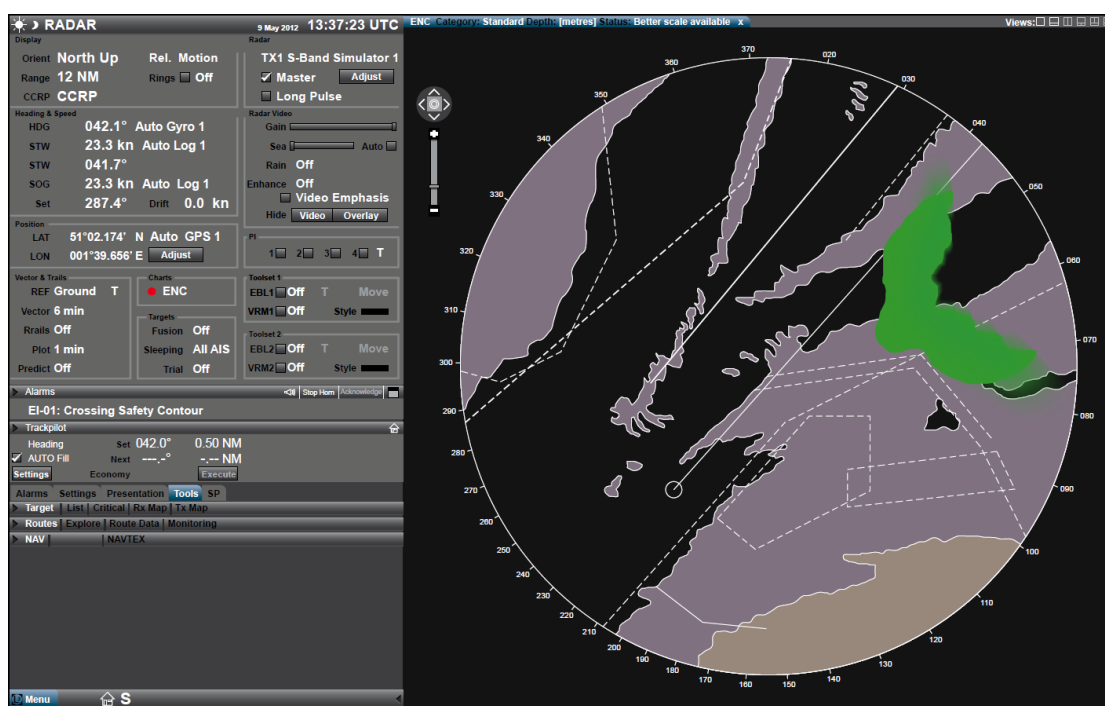 RADAR 9 May 2012 13:37:23 UTC
Display
Orient North Up Rel. Motion
Range 12 NM Rings Off
CCRP CCRP
Radar
TX1 S-Band Simulator 1
Master Adjust
Long Pulse
Heading & Speed
HDG 042.1° Auto Gyro 1
STW 23.3 kn Auto Log 1
STW 041.7°
SOG 23.3 kn Auto Log 1
Set 287.4° Drift 0.0 kn
Radar Video
Gain
Sea Auto
Rain Off
Enhance Off
Video Emphasis
Hide Video Overlay
Position
LAT 51°02.174' N Auto GPS 1
LON 001°39.656' E Adjust
PI
1 2 3 4 T
Vector & Trails
REF Ground T
Vector 6 min
Rrails Off
Plot 1 min
Predict Off
Charts
ENC
Targets
Fusion Off
Sleeping All AIS
Trial Off
Toolset 1
EBL1 Off T Move
VRM1 Off Style
Toolset 2
EBL2 Off T Move
VRM2 Off Style
Alarms Stop Horn Acknowledge
EI-01: Crossing Safety Contour
Trackpilot
Heading Set 042.0° 0.50 NM
AUTO Fill Next ---.-° -.-- NM
Settings Economy Execute
Alarms Settings Presentation Tools SP
Target | List | Critical | Rx Map | Tx Map
Routes | Explore | Route Data | Monitoring
NAV | | NAVTEX
Menu S
ENC Category: Standard Depth: [metres] Status: Better scale available x Views:
370
020
360
030
350
040
340
050
330
320
060
310
070
300
290
080
280
270
090
260
250
100
240
230
110
220
210
120
200
190
130
180
170
160
150
140